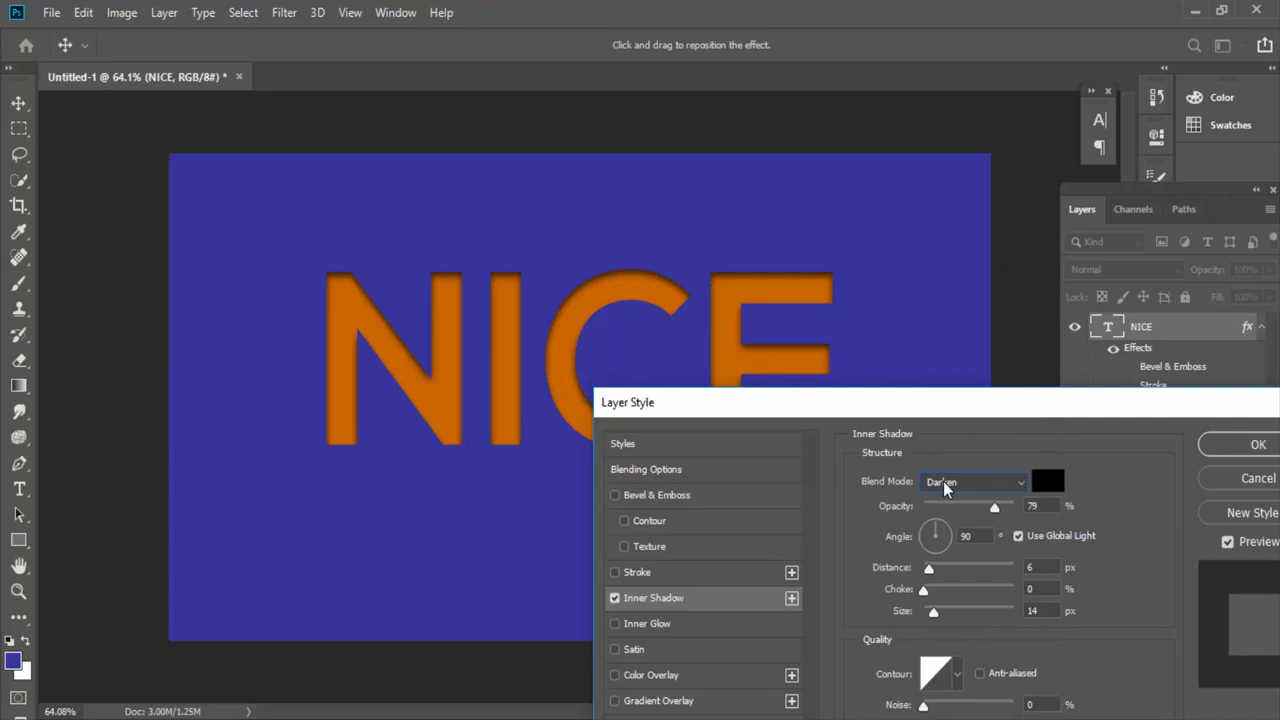 Ps File Edit Image Layer Type Select Filter 3D View Window Help
Click and drag to reposition the effect.
Untitled-1 @ 64.1% (NICE, RGB/8#) *
Color
Swatches
NICE
Layers Channels Paths
Kind
Normal Opacity: 100%
Lock: Fill: 100%
T NICE fx
Effects
Bevel & Emboss
Stroke
Layer Style
Styles
Blending Options
Bevel & Emboss
Contour
Texture
Stroke
Inner Shadow
Inner Glow
Satin
Color Overlay
Gradient Overlay
Inner Shadow
Structure
Blend Mode: Darken
Opacity: 79 %
Angle: 90 ° Use Global Light
Distance: 6 px
Choke: 0 %
Size: 14 px
Quality
Contour: Anti-aliased
Noise: 0 %
OK
Cancel
New Style
Preview
64.08% Doc: 3.00M/1.25M